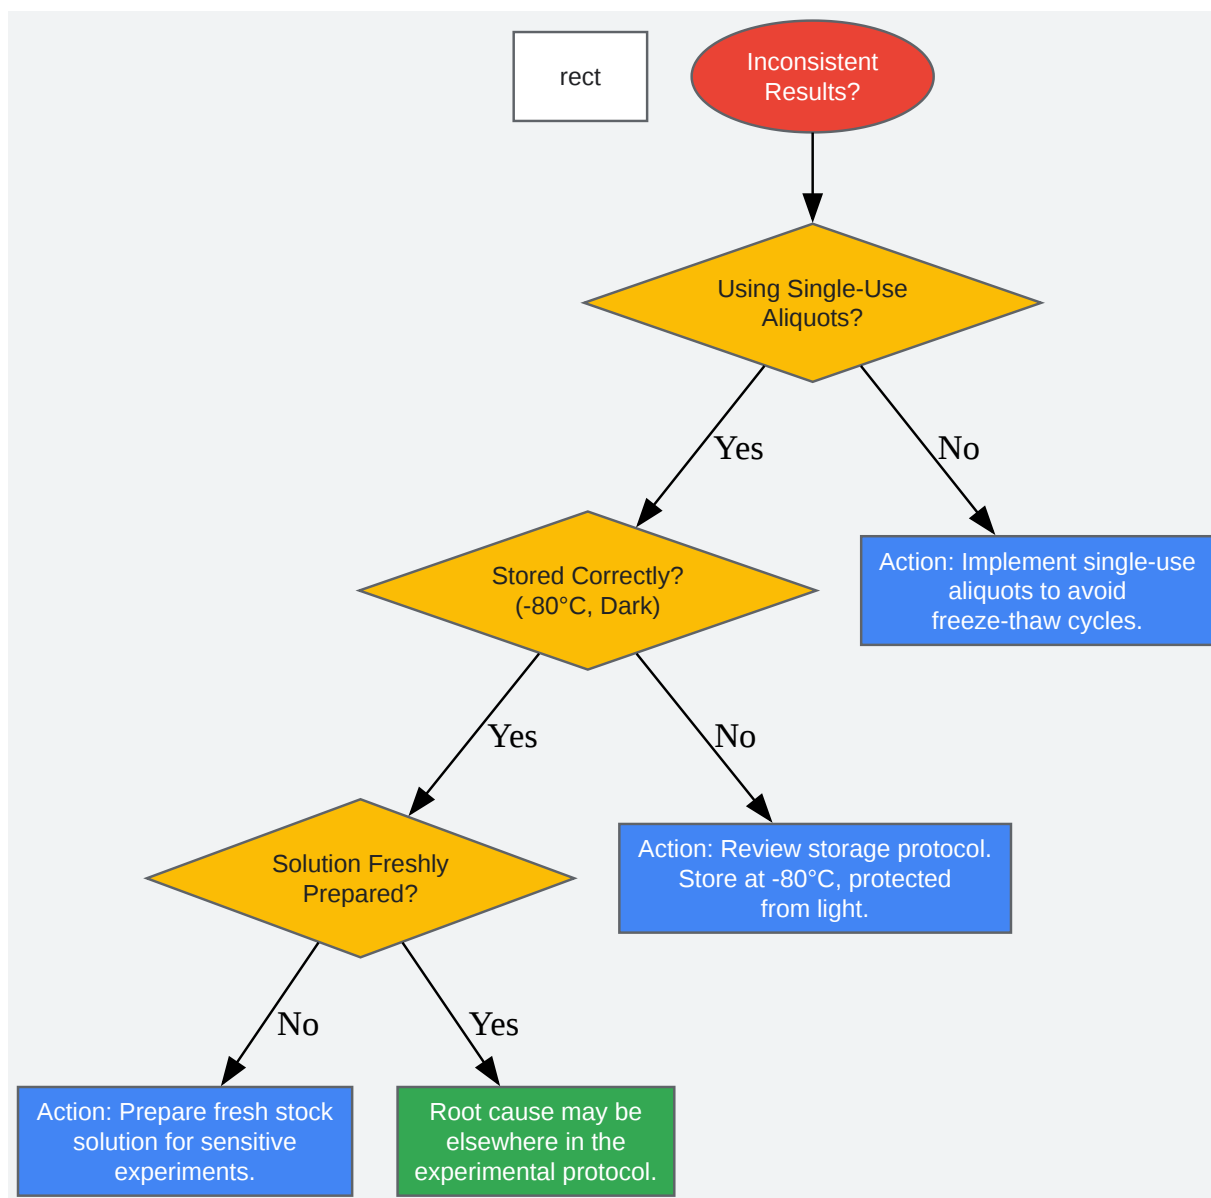 rect
Inconsistent
Results?
Using Single-Use
Aliquots?
Yes
No
Stored Correctly?
(-80°C, Dark)
Action: Implement single-use
aliquots to avoid
freeze-thaw cycles.
Yes
No
Solution Freshly
Prepared?
Action: Review storage protocol.
Store at -80°C, protected
from light.
No
Yes
Action: Prepare fresh stock
solution for sensitive
experiments.
Root cause may be
elsewhere in the
experimental protocol.